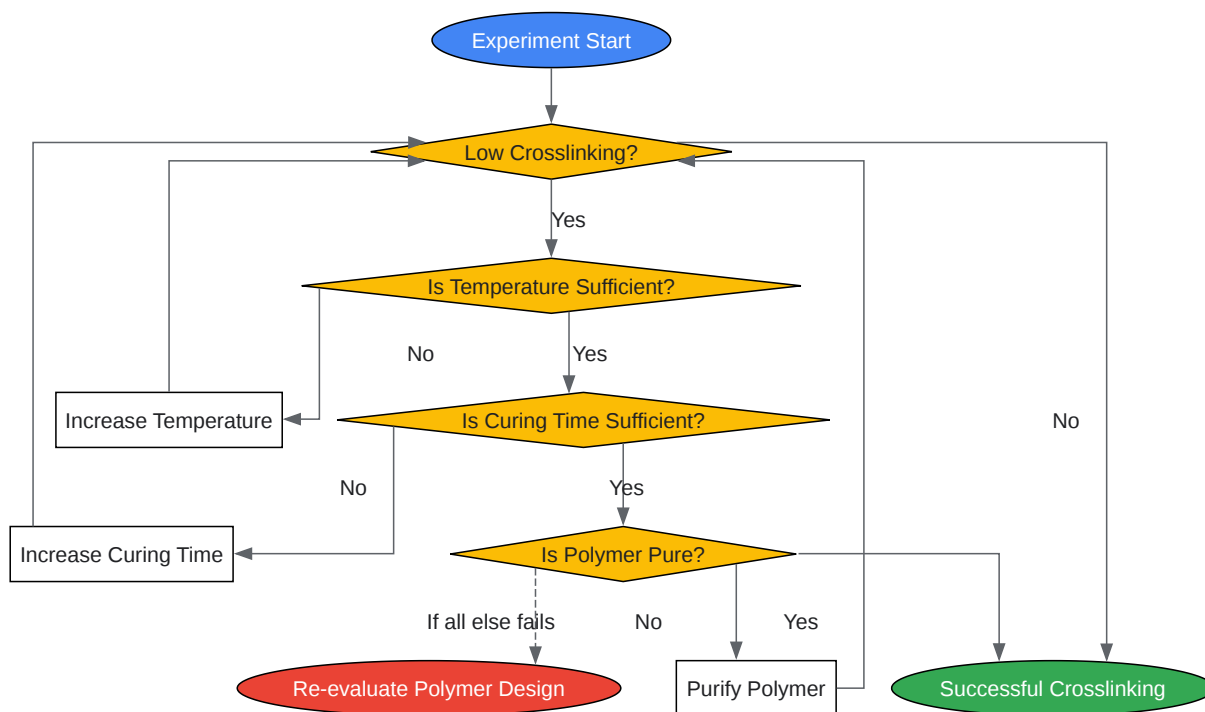 Experiment Start
Low Crosslinking?
Yes
Is Temperature Sufficient?
No
Yes
Increase Temperature
Is Curing Time Sufficient?
No
No
Yes
Increase Curing Time
Is Polymer Pure?
If all else fails
No
Yes
Re-evaluate Polymer Design
Purify Polymer
Successful Crosslinking